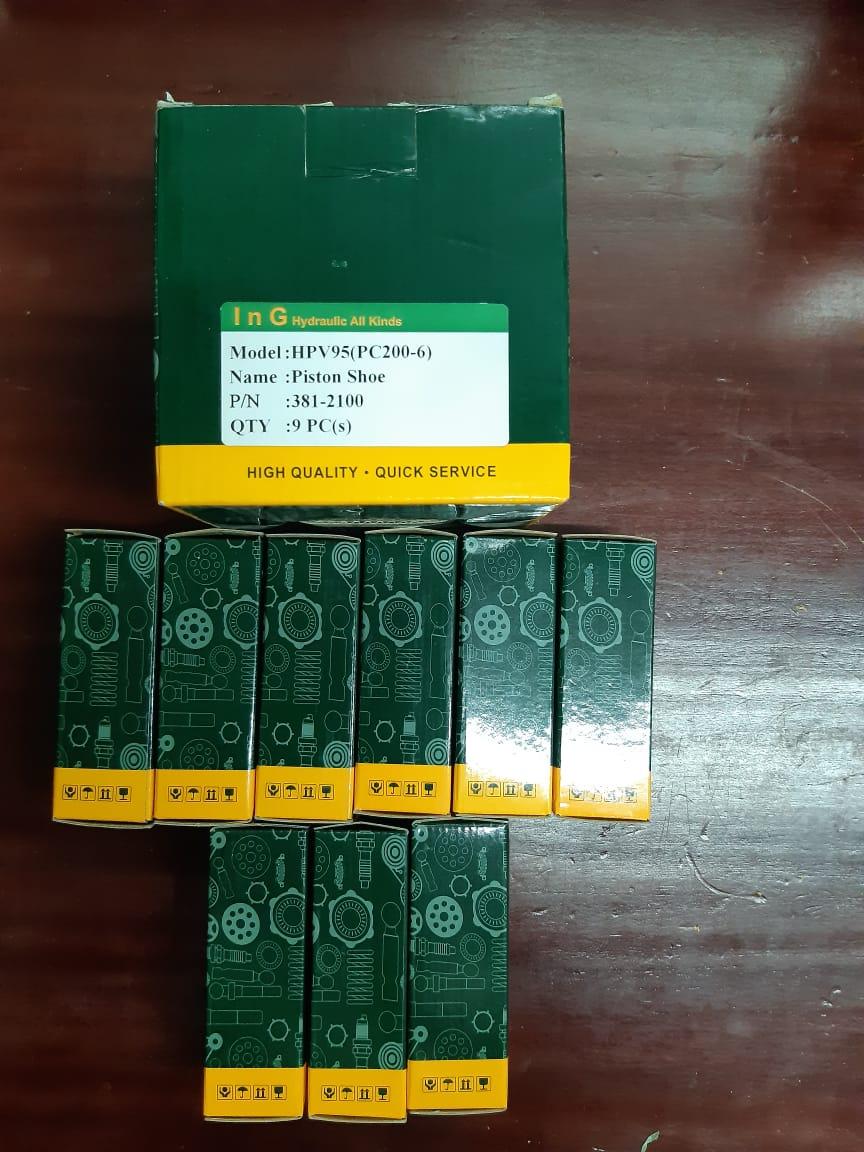 I n G Hydraulic All Kinds
Model :HPV95(PC200-6)
Name :Piston Shoe
P/N :381-2100
QTY :9 PC(s)
HIGH QUALITY • QUICK SERVICE